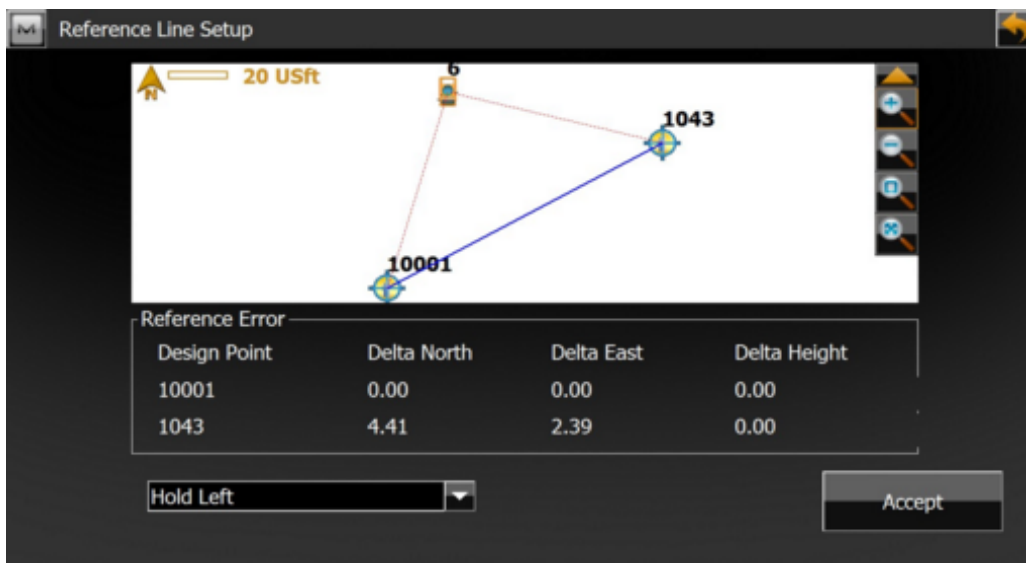 Reference Line Setup
N
20 USft
6
1043
10001
Reference Error
Design Point Delta North Delta East Delta Height
10001 0.00 0.00 0.00
1043 4.41 2.39 0.00
Hold Left
Accept